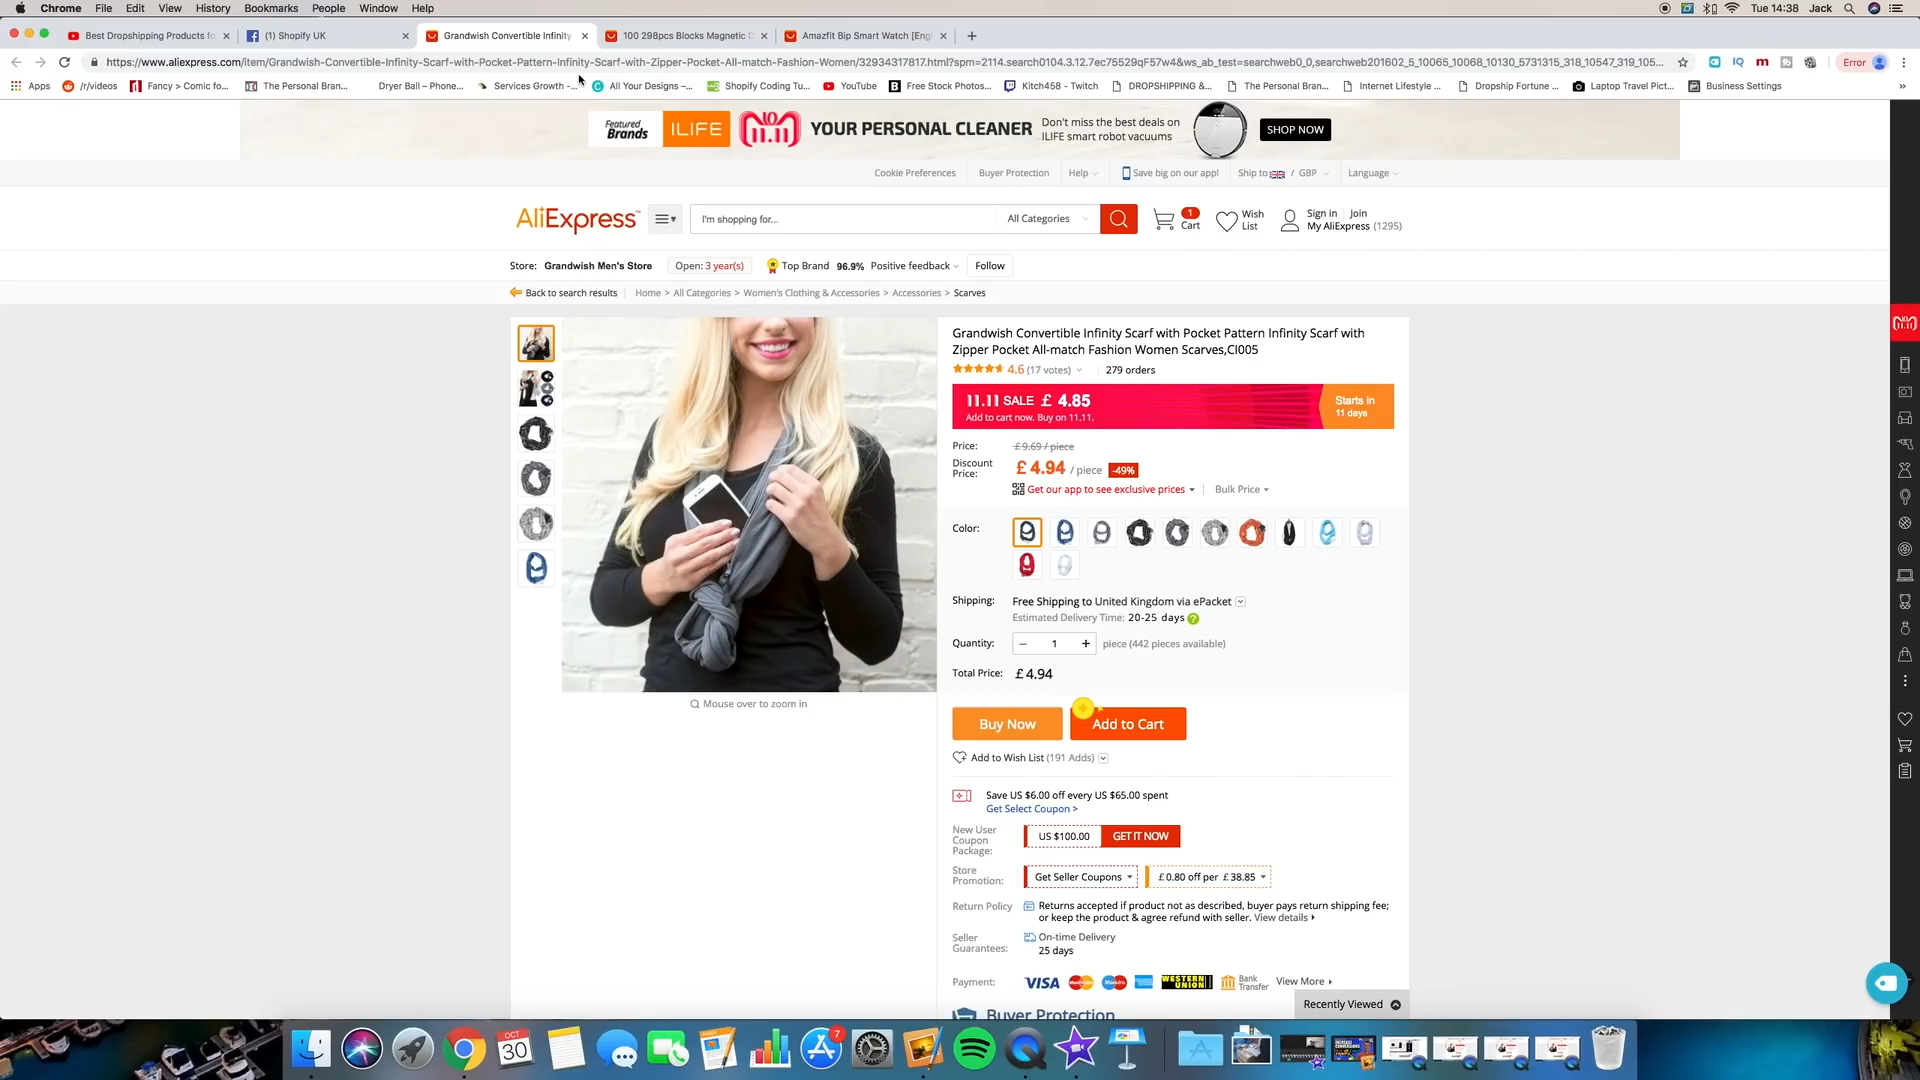 Chrome File Edit View History Bookmarks People Window Help Tue 14:38 Jack
Best Dropshipping Products fo (1) Shopify UK Grandwish Convertible Infinity 100 298pcs Blocks Magnetic D Amazfit Bip Smart Watch [Engl
https://www.aliexpress.com/item/Grandwish-Convertible-Infinity-Scarf-with-Pocket-Pattern-Infinity-Scarf-with-Zipper-Pocket-All-match-Fashion-Women/32934317817.html?spm=2114.search0104.3.12.7ec75529qF57w4&ws_ab_test=searchweb0_0,searchweb201602_5_10065_10068_10130_5731315_318_10547_319_105... Error
Apps /r/videos Fancy > Comic fo... The Personal Bran... Dryer Ball – Phone... Services Growth -... All Your Designs –... Shopify Coding Tu... YouTube Free Stock Photos... Kitch458 - Twitch DROPSHIPPING &... The Personal Bran... Internet Lifestyle ... Dropship Fortune ... Laptop Travel Pict... Business Settings »
Featured Brands ILIFE 11.11 YOUR PERSONAL CLEANER Don't miss the best deals on
ILIFE smart robot vacuums SHOP NOW
Cookie Preferences Buyer Protection Help Save big on our app! Ship to / GBP Language
AliExpress I'm shopping for... All Categories 1 Cart Wish List Sign in Join
My AliExpress (1295)
Store: Grandwish Men's Store Open: 3 year(s) Top Brand 96.9% Positive feedback Follow
Back to search results Home > All Categories > Women's Clothing & Accessories > Accessories > Scarves
Grandwish Convertible Infinity Scarf with Pocket Pattern Infinity Scarf with
Zipper Pocket All-match Fashion Women Scarves,CI005
4.6 (17 votes) 279 orders
11.11 SALE £ 4.85 Starts in
Add to cart now. Buy on 11.11. 11 days
Price: £ 9.69 / piece
Discount Price: £ 4.94 / piece -49%
Get our app to see exclusive prices Bulk Price
Color:
Shipping: Free Shipping to United Kingdom via ePacket
Estimated Delivery Time: 20-25 days ?
Quantity: − 1 + piece (442 pieces available)
Total Price: £ 4.94
Mouse over to zoom in
Buy Now Add to Cart
Add to Wish List (191 Adds)
Save US $6.00 off every US $65.00 spent
Get Select Coupon >
New User Coupon Package: US $100.00 GET IT NOW
Store Promotion: Get Seller Coupons £ 0.80 off per £ 38.85
Return Policy Returns accepted if product not as described, buyer pays return shipping fee;
or keep the product & agree refund with seller. View details
Seller Guarantees: On-time Delivery
25 days
Payment: VISA WESTERN UNION Bank Transfer View More
Recently Viewed
Buyer Protection
OCT
30
7